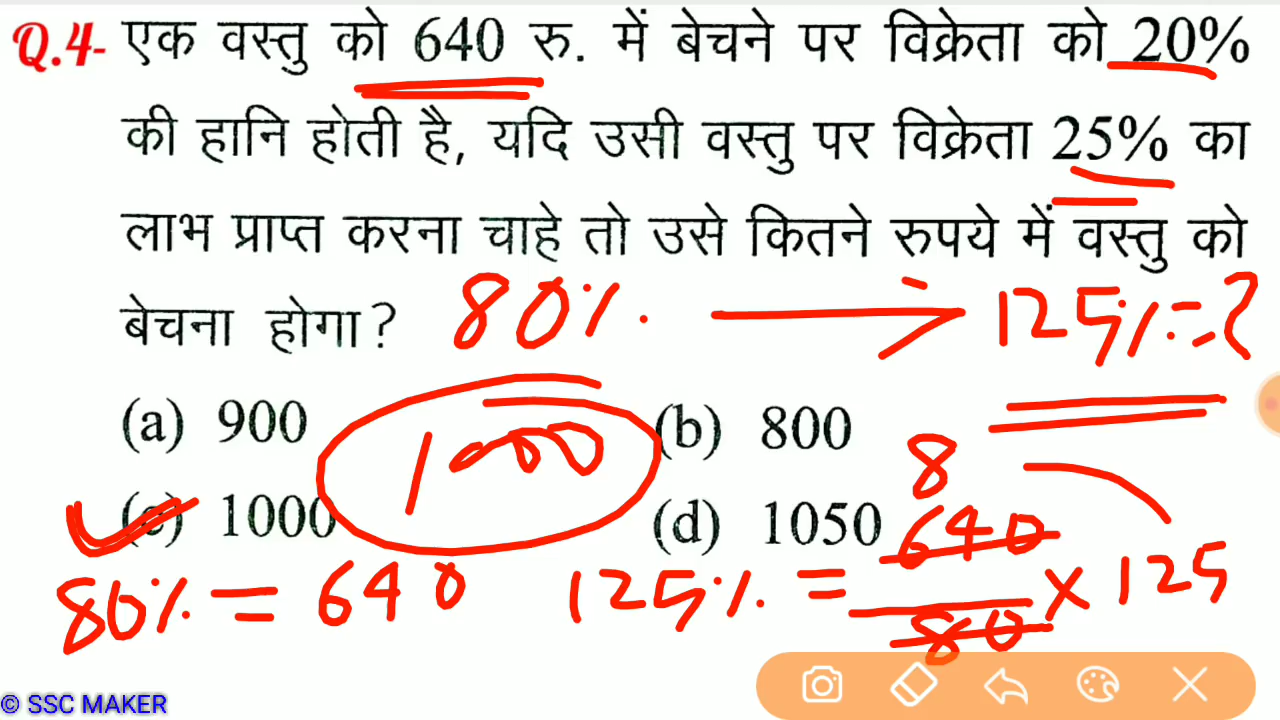 Q.4- एक वस्तु को 640 रु. में बेचने पर विक्रेता को 20%
की हानि होती है, यदि उसी वस्तु पर विक्रेता 25% का
लाभ प्राप्त करना चाहे तो उसे कितने रुपये में वस्तु को
बेचना होगा? 80% . → 125% = ?
(a) 900 (b) 800
1000
8
(c) 1000 (d) 1050
80% = 640 125% = 640/80 × 125
© SSC MAKER